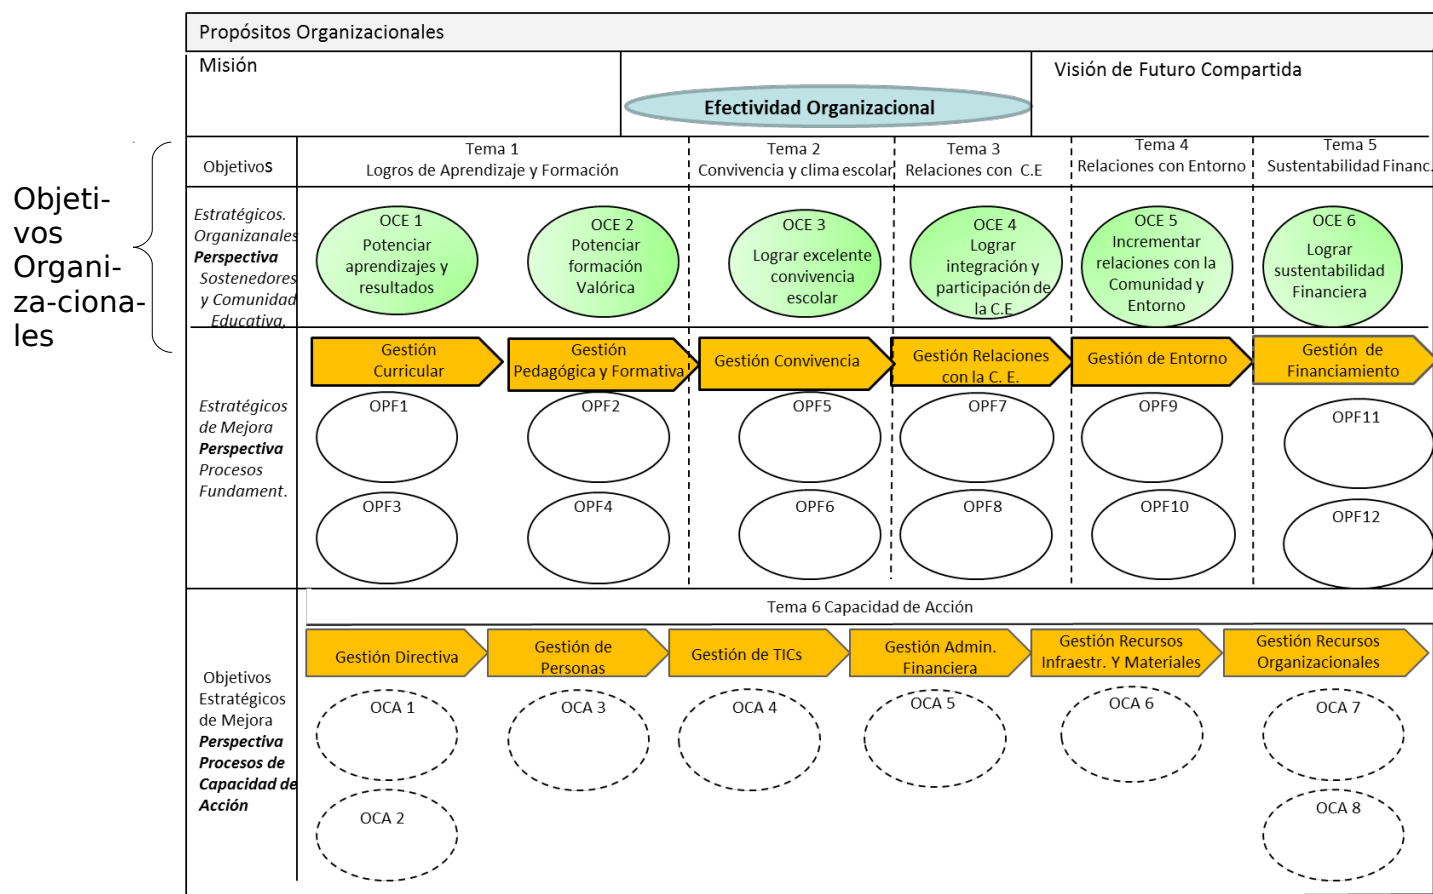 Propósitos Organizacionales
Misión
Efectividad Organizacional
Visión de Futuro Compartida
Objeti-
vos
Organi-
za-ciona-
les
Objetivos
Tema 1
Logros de Aprendizaje y Formación
Tema 2
Convivencia y clima escolar
Tema 3
Relaciones con C.E
Tema 4
Relaciones con Entorno
Tema 5
Sustentabilidad Financ.
Estratégicos.
Organizanales
Perspectiva
Sostenedores
y Comunidad
Educativa,
OCE 1
Potenciar
aprendizajes y
resultados
OCE 2
Potenciar
formación
Valórica
OCE 3
Lograr excelente
convivencia
escolar
OCE 4
Lograr
integración y
participación de
la C.E
OCE 5
Incrementar
relaciones con la
Comunidad y
Entorno
OCE 6
Lograr
sustentabilidad
Financiera
Gestión
Curricular
Gestión
Pedagógica y Formativa
Gestión Convivencia
Gestión Relaciones
con la C. E.
Gestión de Entorno
Gestión de
Financiamiento
Estratégicos
de Mejora
Perspectiva
Procesos
Fundament.
OPF1
OPF2
OPF5
OPF7
OPF9
OPF11
OPF3
OPF4
OPF6
OPF8
OPF10
OPF12
Tema 6 Capacidad de Acción
Gestión Directiva
Gestión de
Personas
Gestión de TICs
Gestión Admin.
Financiera
Gestión Recursos
Infraestr. Y Materiales
Gestión Recursos
Organizacionales
Objetivos
Estratégicos
de Mejora
Perspectiva
Procesos de
Capacidad de
Acción
OCA 1
OCA 3
OCA 4
OCA 5
OCA 6
OCA 7
OCA 2
OCA 8